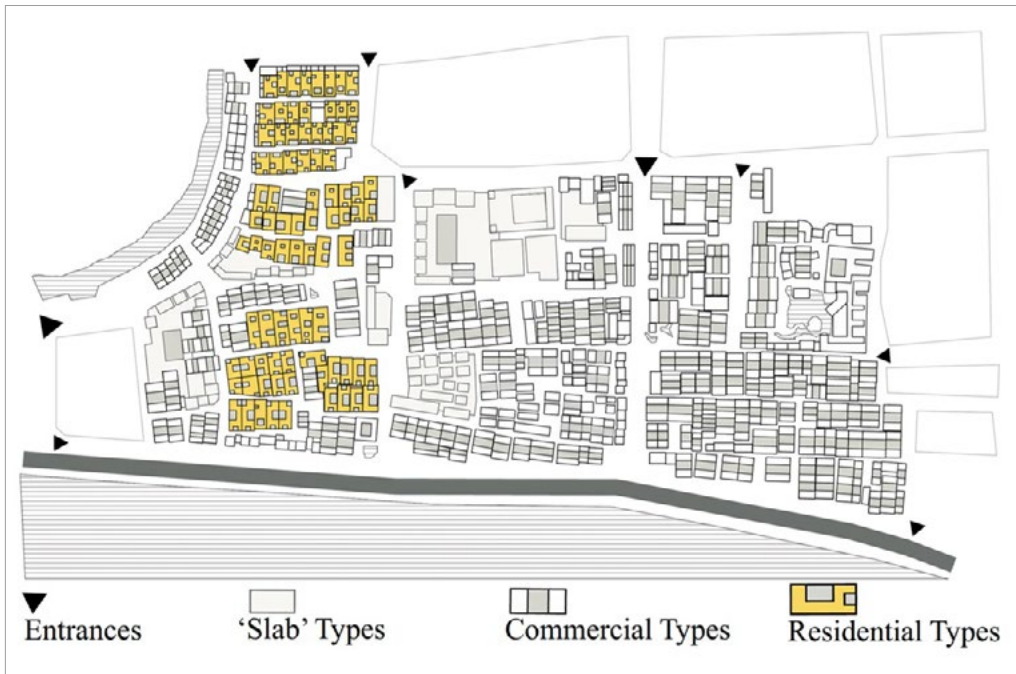 Entrances
‘Slab’ Types
Commercial Types
Residential Types